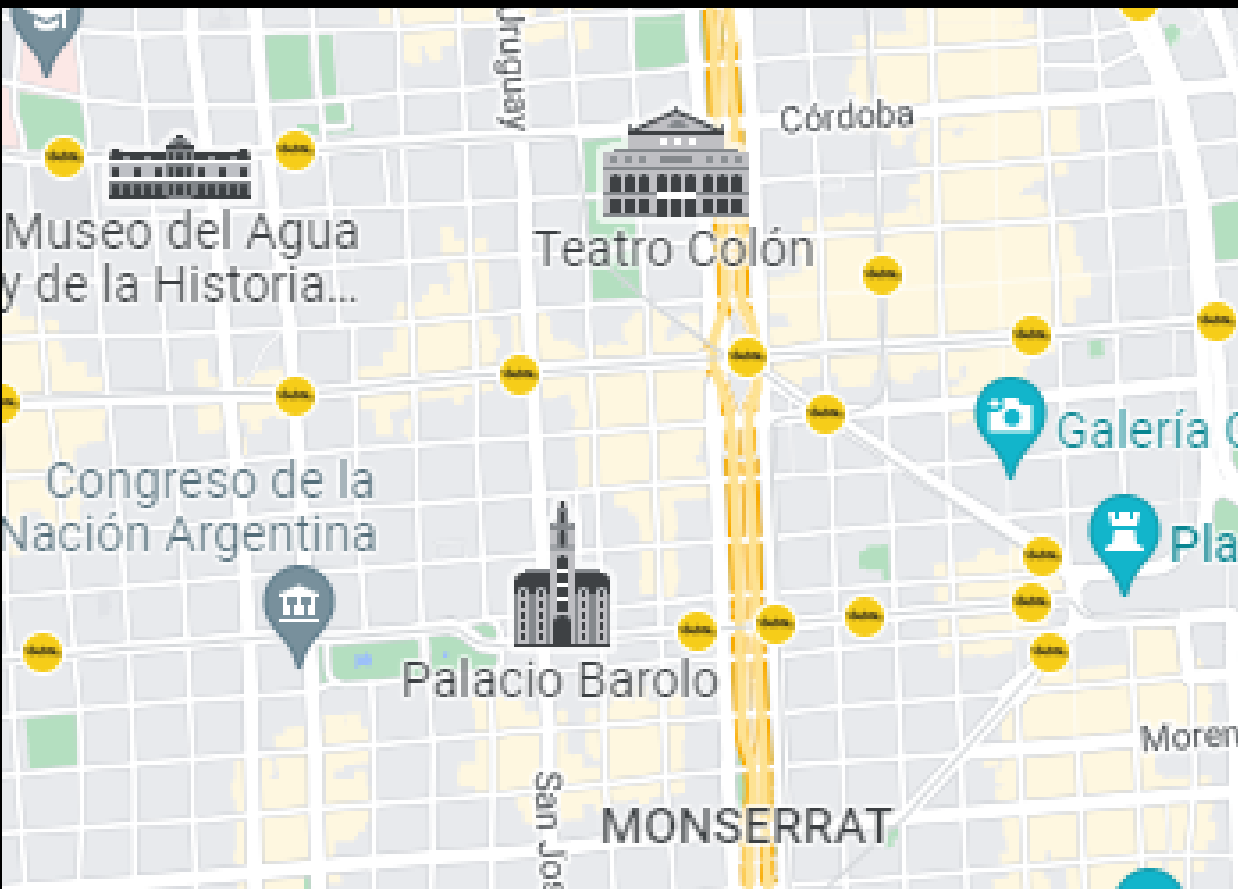 Uruguay
Córdoba
Museo del Agua
y de la Historia...
Teatro Colón
Galería
Congreso de la
Nación Argentina
Pla
Palacio Barolo
Moren
San Jos
MONSERRAT